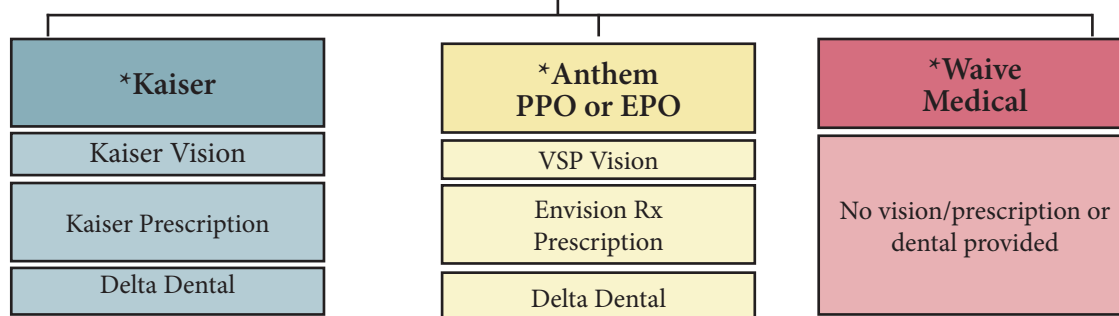 *Kaiser
Kaiser Vision
Kaiser Prescription
Delta Dental
*Anthem
PPO or EPO
VSP Vision
Envision Rx
Prescription
Delta Dental
*Waive
Medical
No vision/prescription or
dental provided